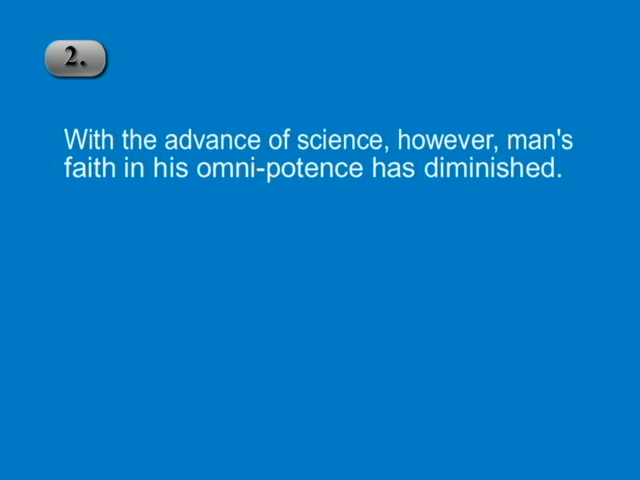 2.
With the advance of science, however, man's
faith in his omni-potence has diminished.